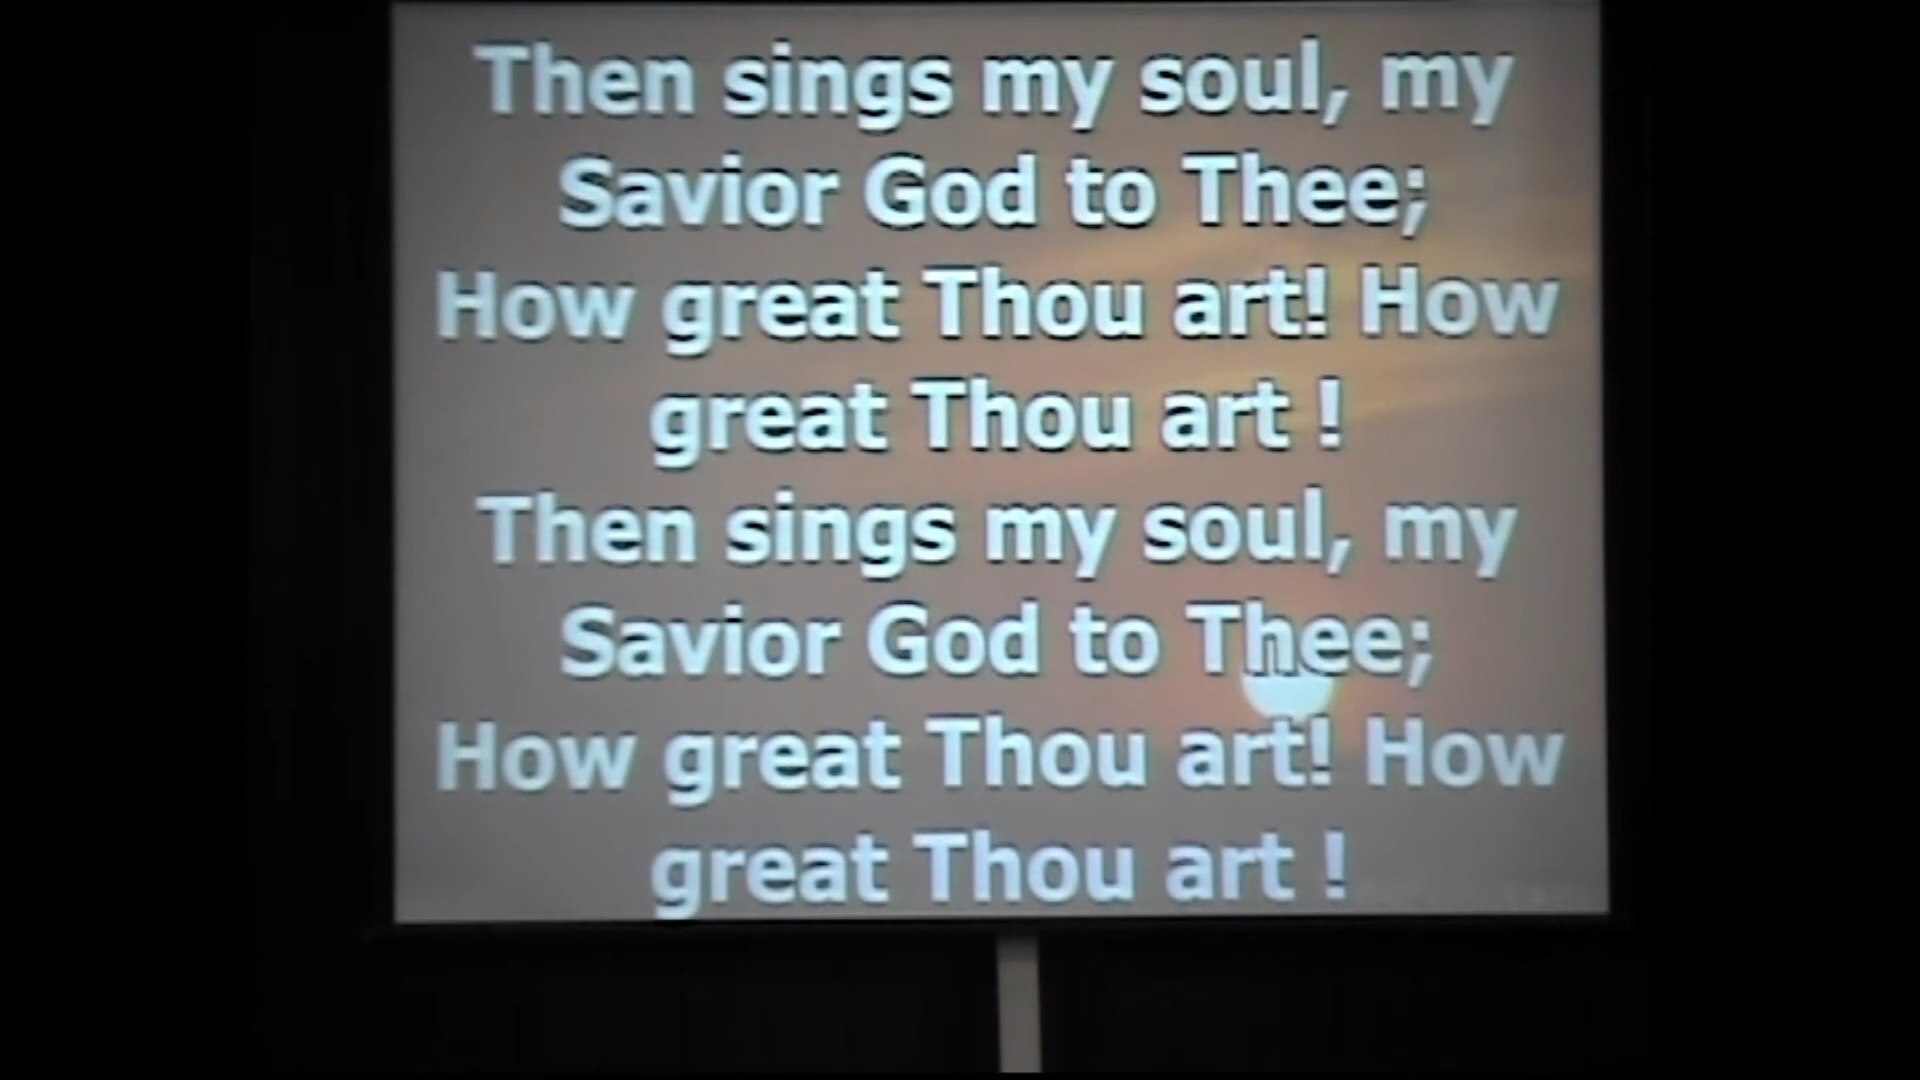 Then sings my soul, my
Savior God to Thee;
How great Thou art! How
great Thou art !
Then sings my soul, my
Savior God to Thee;
How great Thou art! How
great Thou art !